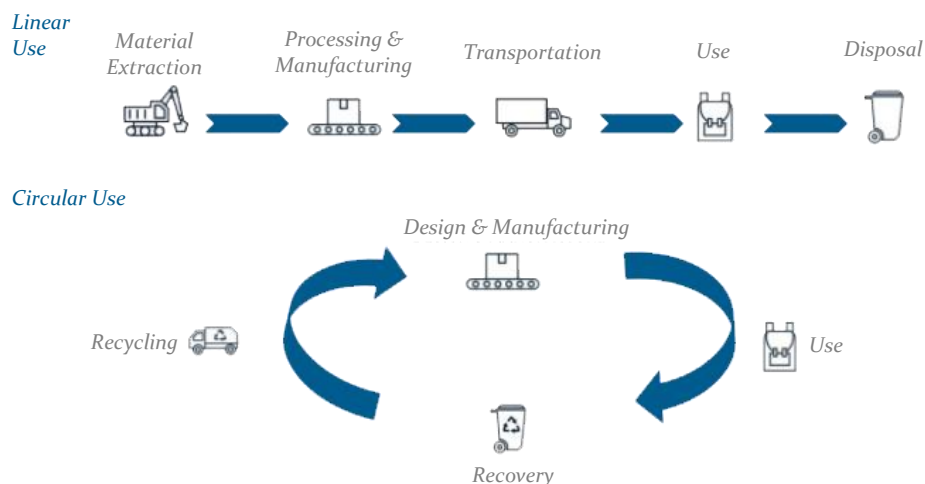 Linear
Use
Material
Extraction
Processing &
Manufacturing
Transportation
Use
Disposal
Circular Use
Design & Manufacturing
Recycling
Use
Recovery